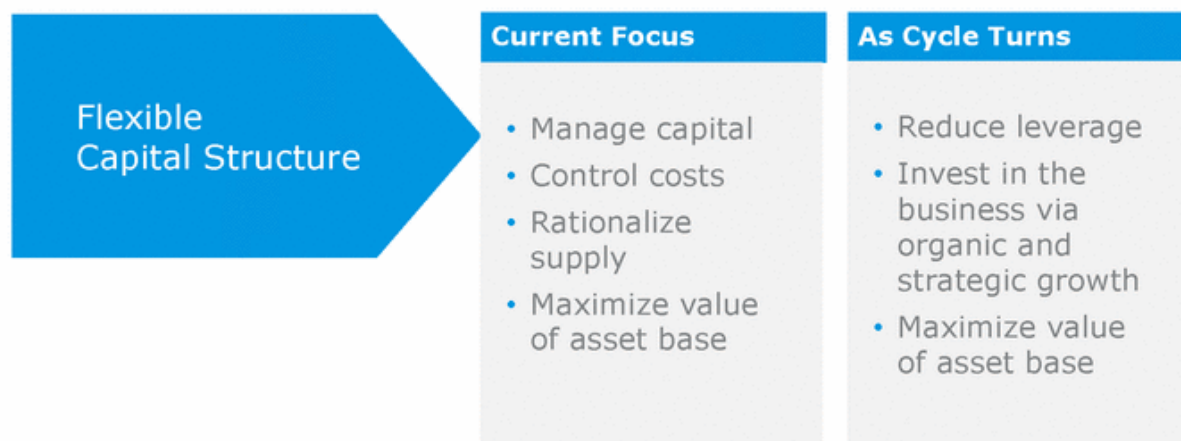 Flexible
Capital Structure
Current Focus
• Manage capital
• Control costs
• Rationalize
supply
• Maximize value
of asset base
As Cycle Turns
• Reduce leverage
• Invest in the
business via
organic and
strategic growth
• Maximize value
of asset base